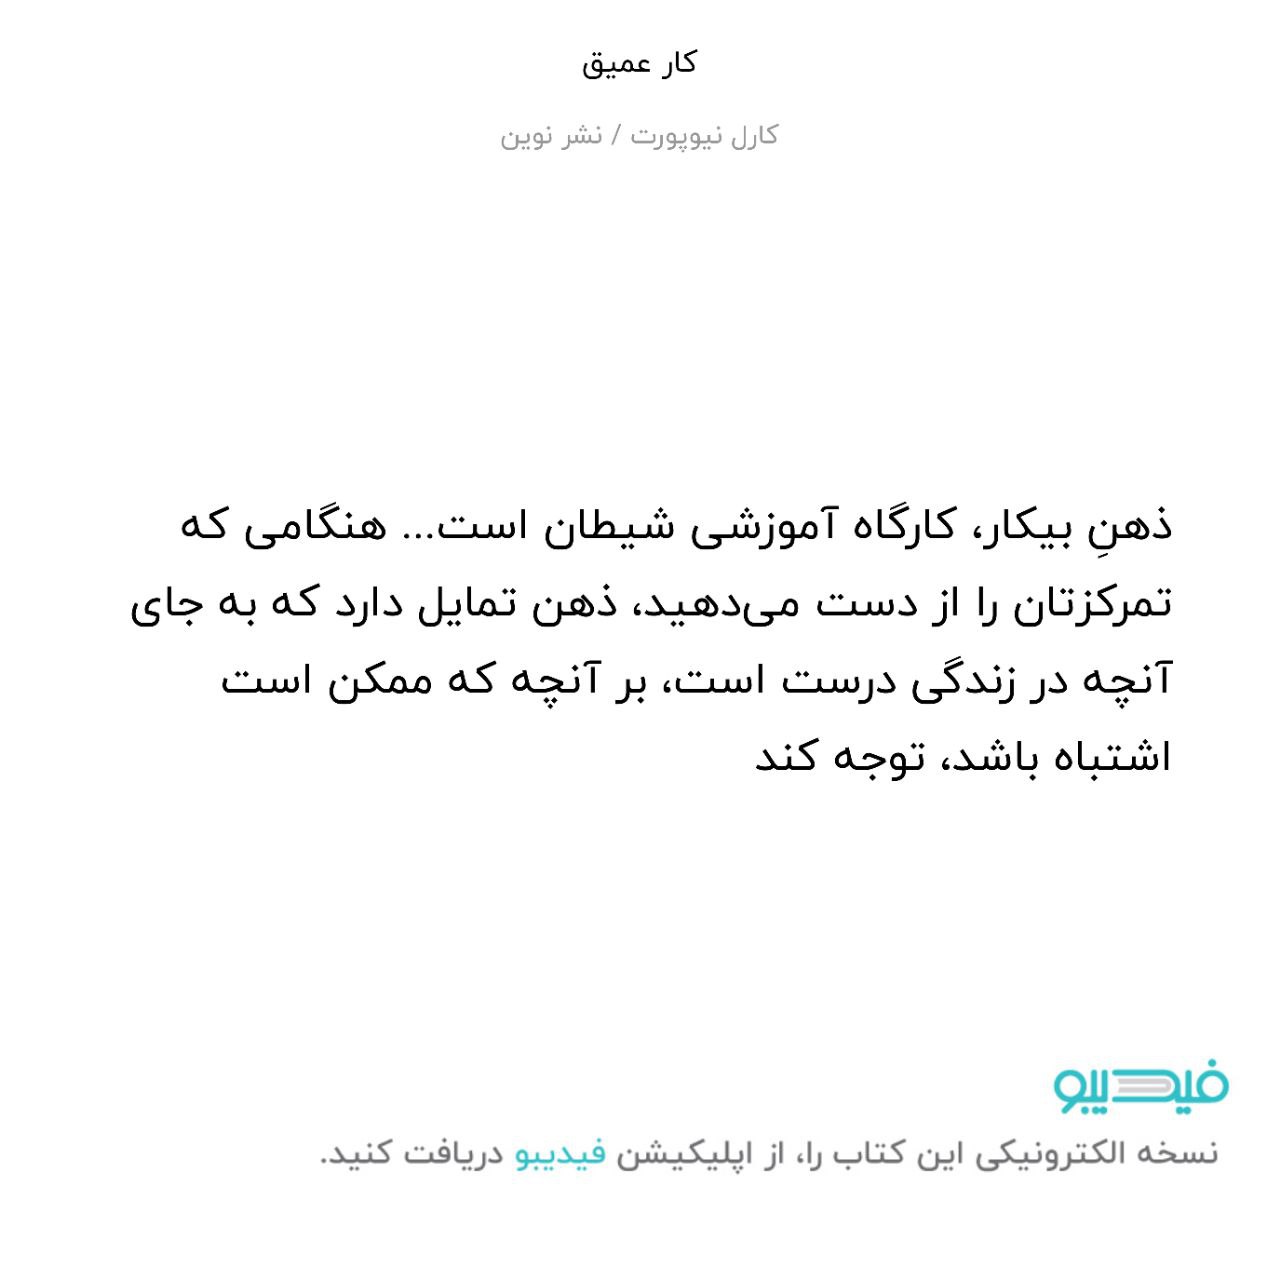 کار عمیق
کارل نیوپورت / نشر نوین
ذهنِ بیکار، کارگاه آموزشی شیطان است... هنگامی که
تمرکزتان را از دست می‌دهید، ذهن تمایل دارد که به جای
آنچه در زندگی درست است، بر آنچه که ممکن است
اشتباه باشد، توجه کند
فیدیبو
نسخه الکترونیکی این کتاب را، از اپلیکیشن فیدیبو دریافت کنید.